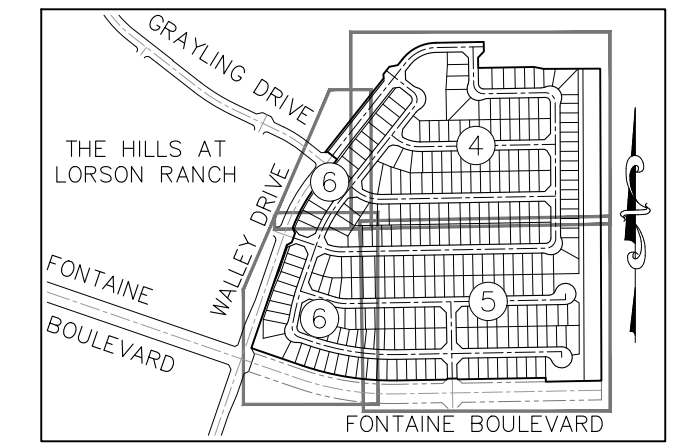 GRAYLING DRIVE
THE HILLS AT
LORSON RANCH
WALLEY DRIVE
4
6
5
6
FONTAINE
BOULEVARD
FONTAINE BOULEVARD